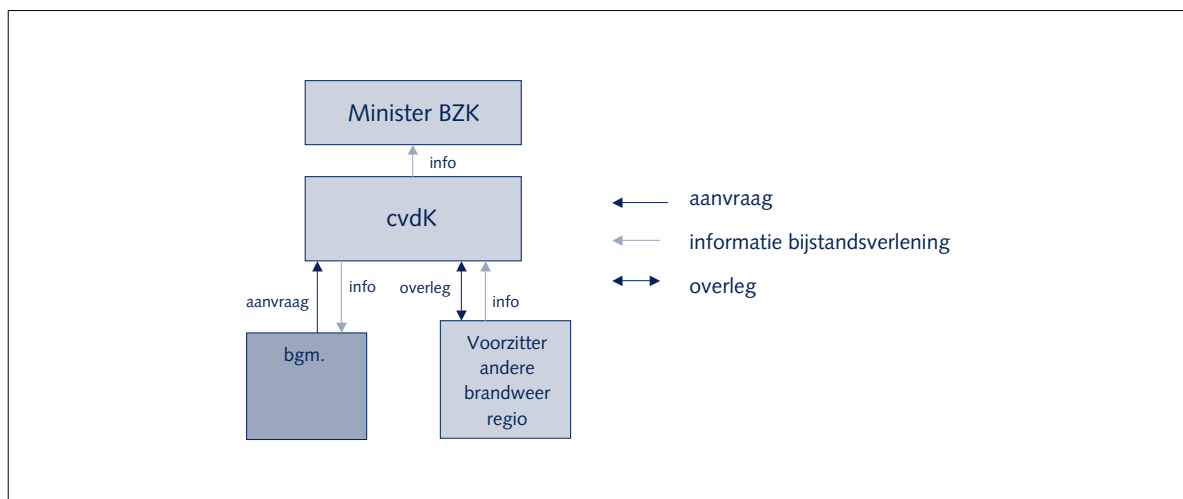 Minister BZK
info
cvdK
aanvraag
info
overleg
info
bgm.
Voorzitter
andere
brandweer
regio
aanvraag
informatie bijstandsverlening
overleg